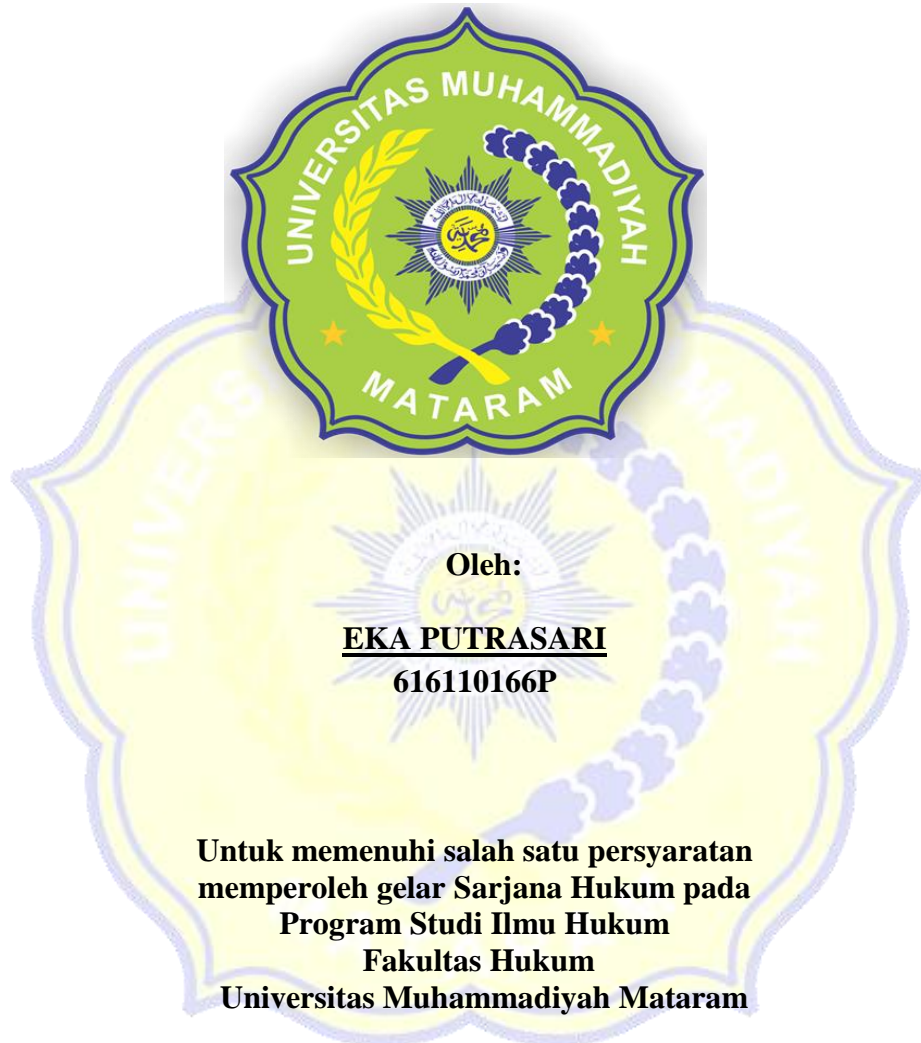 UNIVERSITAS MUHAMMADIYAH
MATARAM
محمد
Oleh:
EKA PUTRASARI
616110166P
Untuk memenuhi salah satu persyaratan
memperoleh gelar Sarjana Hukum pada
Program Studi Ilmu Hukum
Fakultas Hukum
Universitas Muhammadiyah Mataram